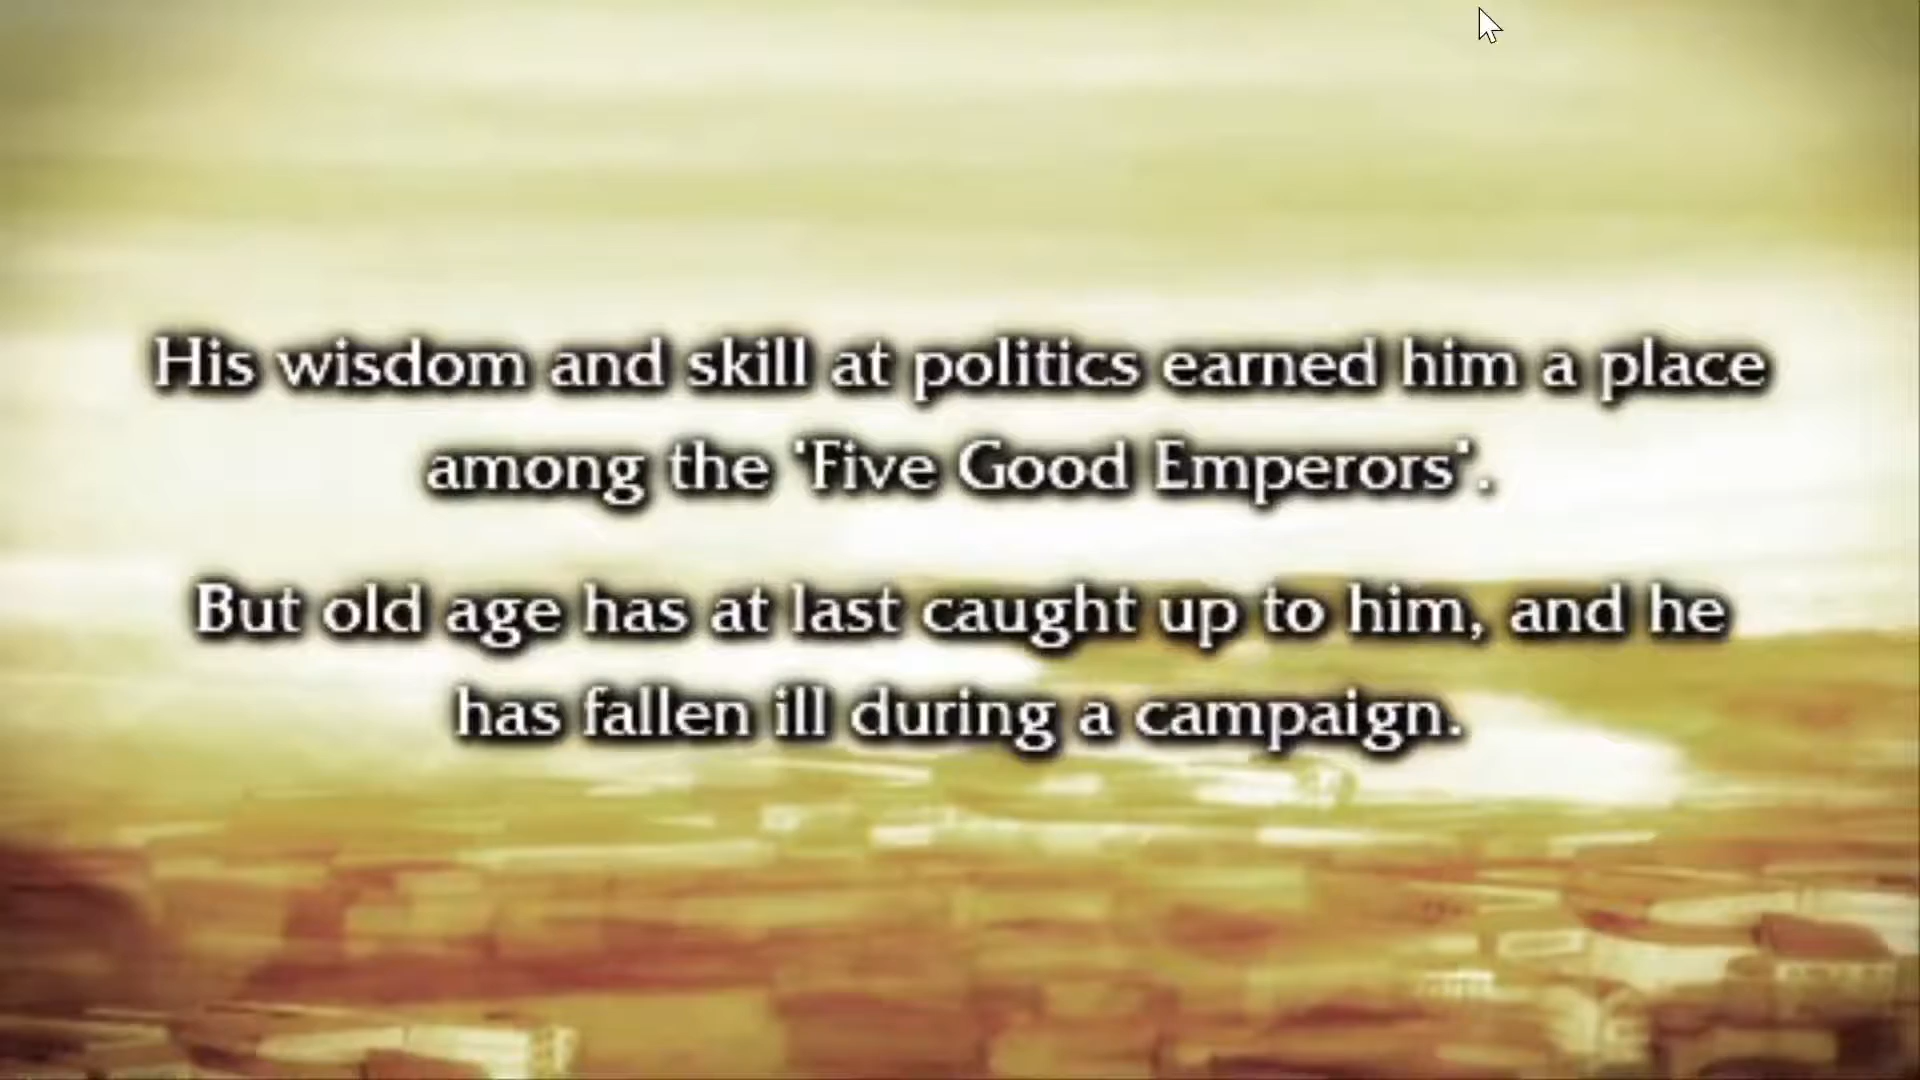 His wisdom and skill at politics earned him a place
among the 'Five Good Emperors'.
But old age has at last caught up to him, and he
has fallen ill during a campaign.